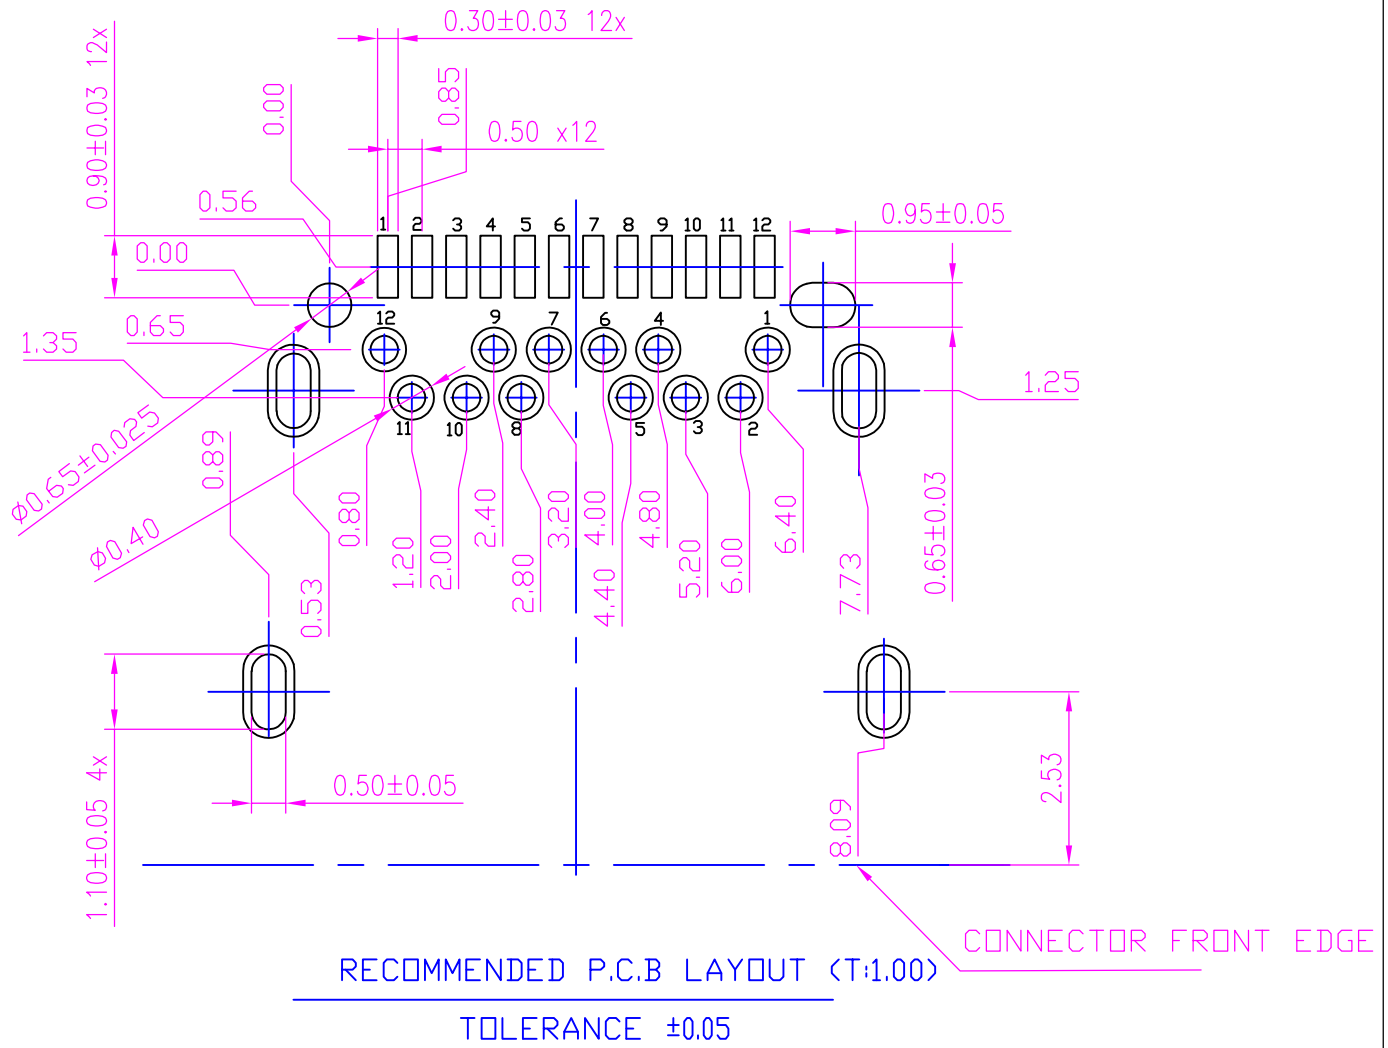 0.30±0.03 12x
0.90±0.03 12x
0.00
0.85
0.50 x12
0.56
0.95±0.05
0.00
1 2 3 4 5 6 7 8 9 10 11 12
0.65
1.35
12 9 7 6 4 1
1.25
11 10 8 5 3 2
ø0.65±0.025
ø0.40
0.89
0.53
0.80
1.20
2.00
2.40
2.80
3.20
4.00
4.40
4.80
5.20
6.00
6.40
7.73
0.65±0.03
1.10±0.05 4x
0.50±0.05
8.09
2.53
CONNECTOR FRONT EDGE
RECOMMENDED P.C.B LAYOUT (T:1.00)
TOLERANCE ±0.05